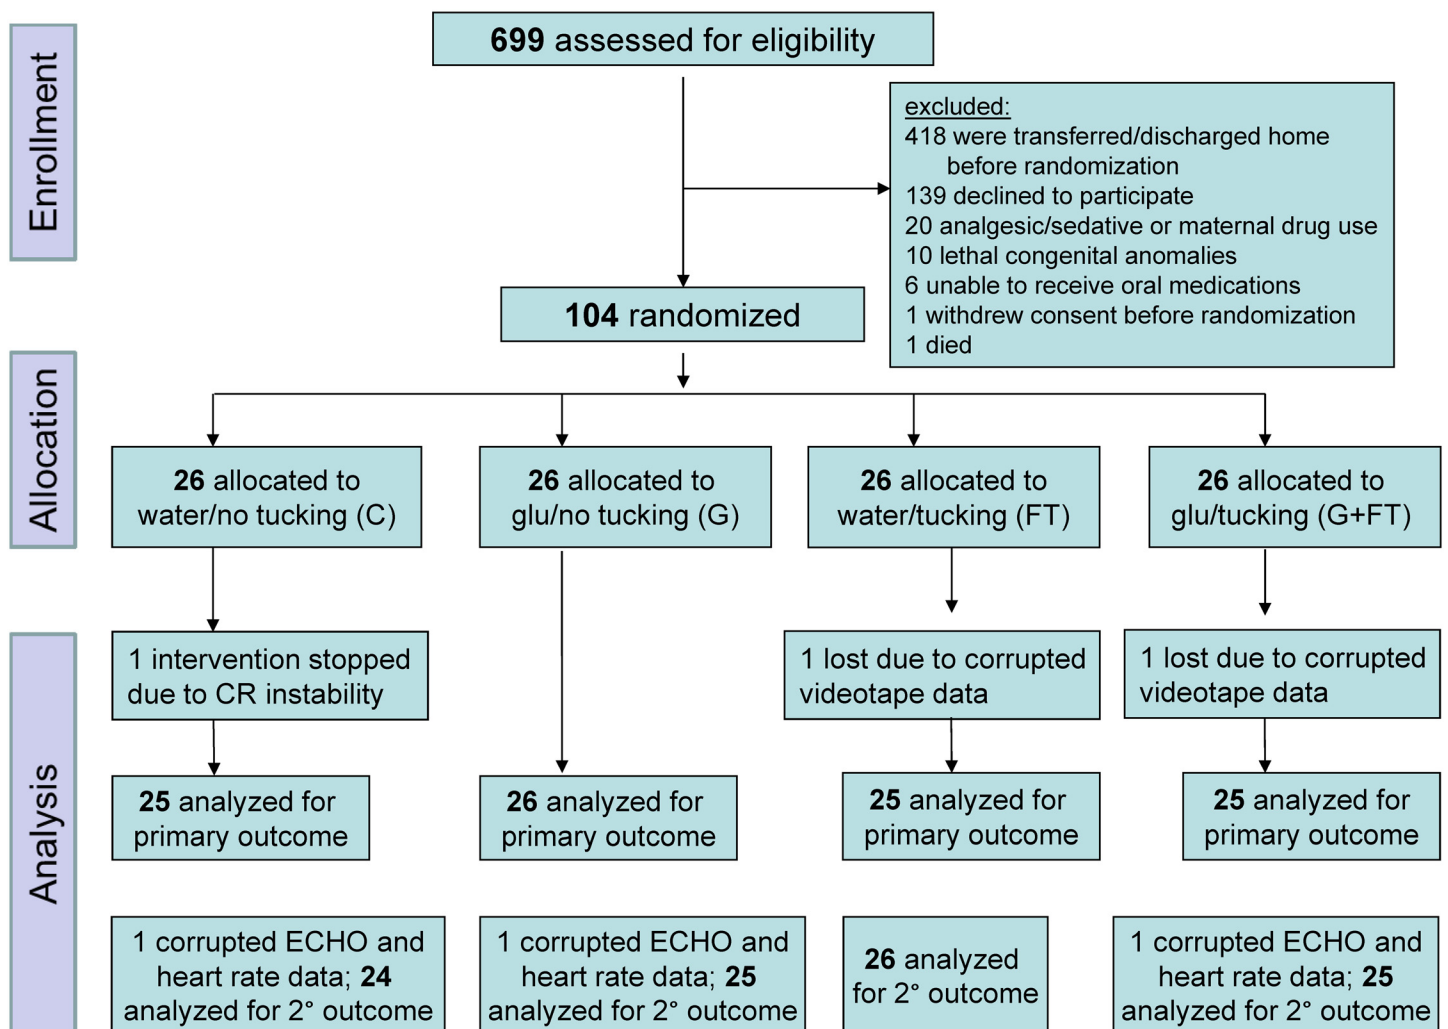 Enrollment
699 assessed for eligibility
excluded:
418 were transferred/discharged home
before randomization
139 declined to participate
20 analgesic/sedative or maternal drug use
10 lethal congenital anomalies
6 unable to receive oral medications
1 withdrew consent before randomization
1 died
104 randomized
Allocation
26 allocated to
water/no tucking (C)
26 allocated to
glu/no tucking (G)
26 allocated to
water/tucking (FT)
26 allocated to
glu/tucking (G+FT)
Analysis
1 intervention stopped
due to CR instability
1 lost due to corrupted
videotape data
1 lost due to corrupted
videotape data
25 analyzed for
primary outcome
26 analyzed for
primary outcome
25 analyzed for
primary outcome
25 analyzed for
primary outcome
1 corrupted ECHO and
heart rate data; 24
analyzed for 2° outcome
1 corrupted ECHO and
heart rate data; 25
analyzed for 2° outcome
26 analyzed
for 2° outcome
1 corrupted ECHO and
heart rate data; 25
analyzed for 2° outcome